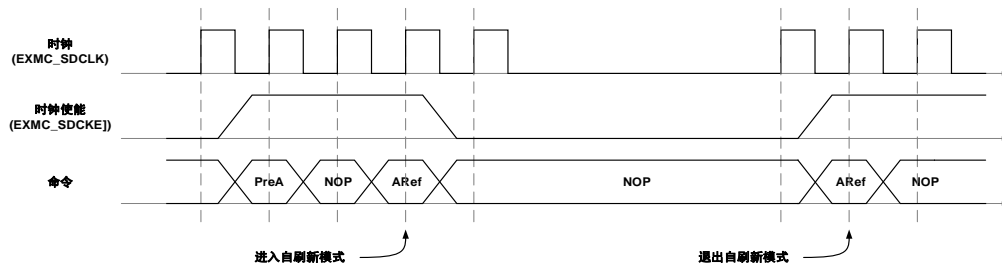 时钟
(EXMC_SDCLK)
时钟使能
(EXMC_SDCKE])
命令
PreA NOP ARef NOP ARef NOP
进入自刷新模式 退出自刷新模式